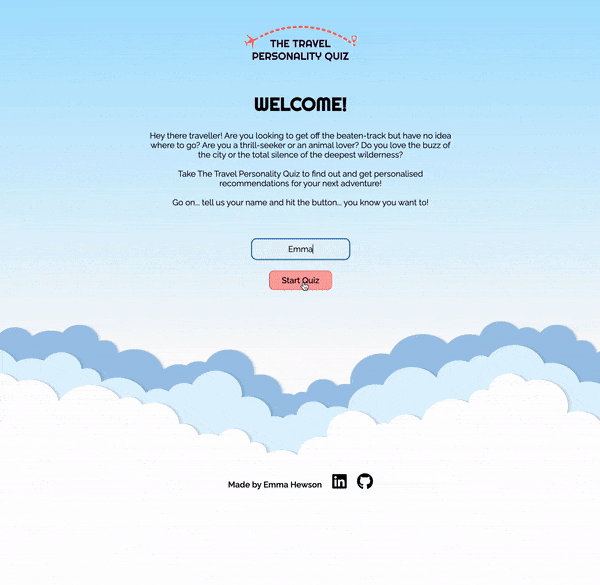 THE TRAVEL
PERSONALITY QUIZ
WELCOME!
Hey there traveller! Are you looking to get off the beaten-track but have no idea
where to go? Are you a thrill-seeker or an animal lover? Do you love the buzz of
the city or the total silence of the deepest wilderness?
Take The Travel Personality Quiz to find out and get personalised
recommendations for your next adventure!
Go on... tell us your name and hit the button... you know you want to!
Emma
Start Quiz
Made by Emma Hewson
in